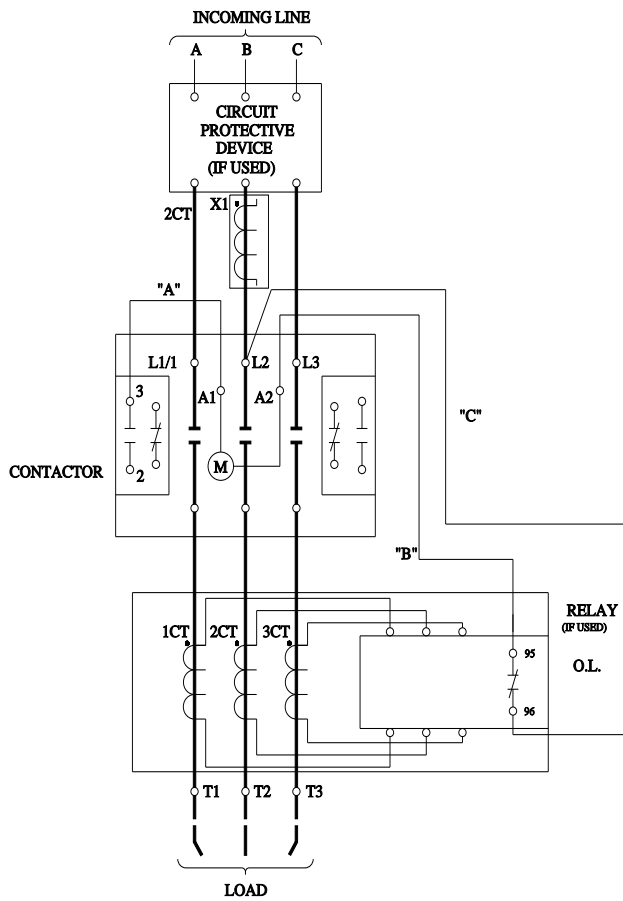 INCOMING LINE
A B C
CIRCUIT
PROTECTIVE
DEVICE
(IF USED)
2CT
X1
"A"
L1/1
L2
L3
3
A1
A2
"C"
M
2
CONTACTOR
"B"
RELAY
(IF USED)
1CT
2CT
3CT
95
O.L.
96
T1
T2
T3
LOAD